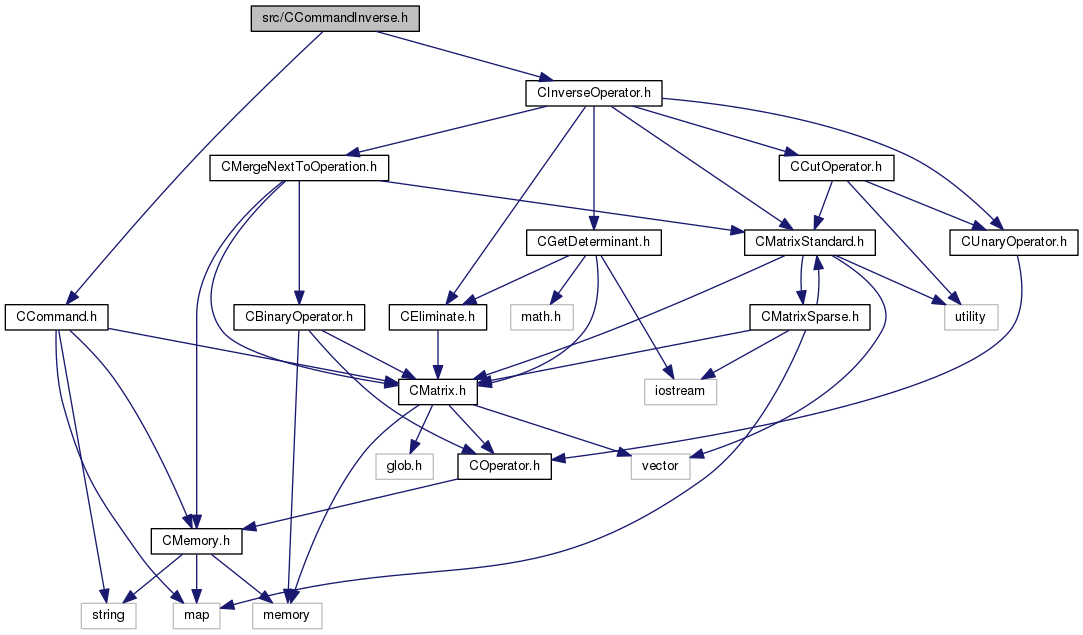 src/CCommandInverse.h
CInverseOperator.h
CMergeNextToOperation.h
CCutOperator.h
CGetDeterminant.h
CMatrixStandard.h
CUnaryOperator.h
CCommand.h
CBinaryOperator.h
CEliminate.h
math.h
CMatrixSparse.h
utility
CMatrix.h
iostream
glob.h
COperator.h
vector
CMemory.h
string
map
memory